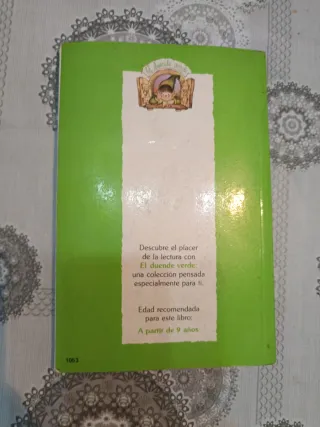 El duende verde
Descubre el placer
de la lectura con
El duende verde:
una colección pensada
especialmente para ti.
Edad recomendada
para este libro:
A partir de 9 años